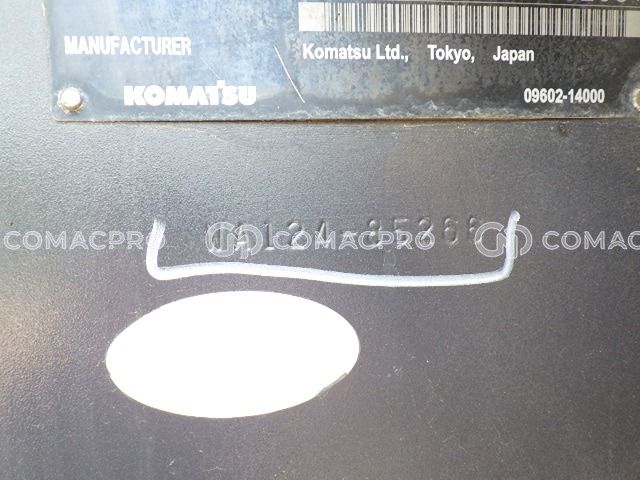 MANUFACTURER
Komatsu Ltd., Tokyo, Japan
KOMATSU
09602-14000
COMACPRO COMACPRO COMACPRO